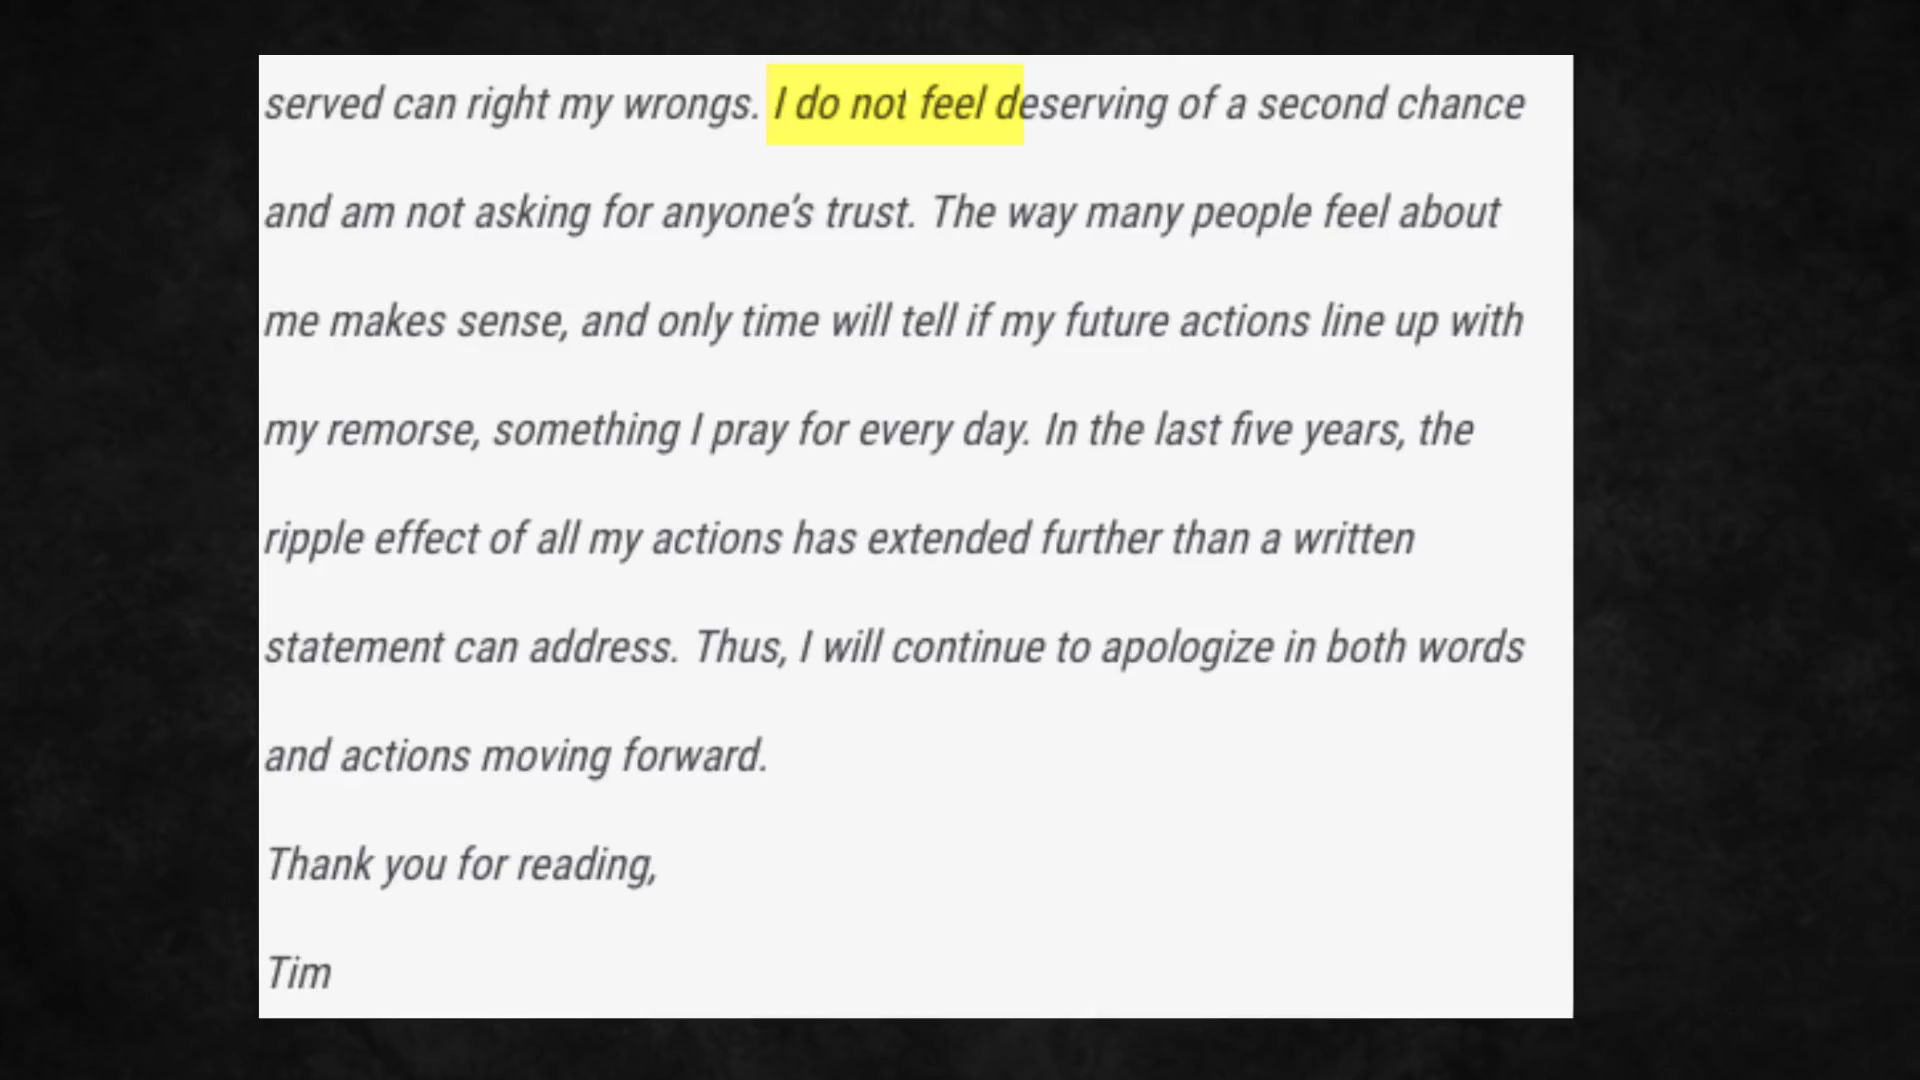 served can right my wrongs. I do not feel deserving of a second chance
and am not asking for anyone’s trust. The way many people feel about
me makes sense, and only time will tell if my future actions line up with
my remorse, something I pray for every day. In the last five years, the
ripple effect of all my actions has extended further than a written
statement can address. Thus, I will continue to apologize in both words
and actions moving forward.
Thank you for reading,
Tim